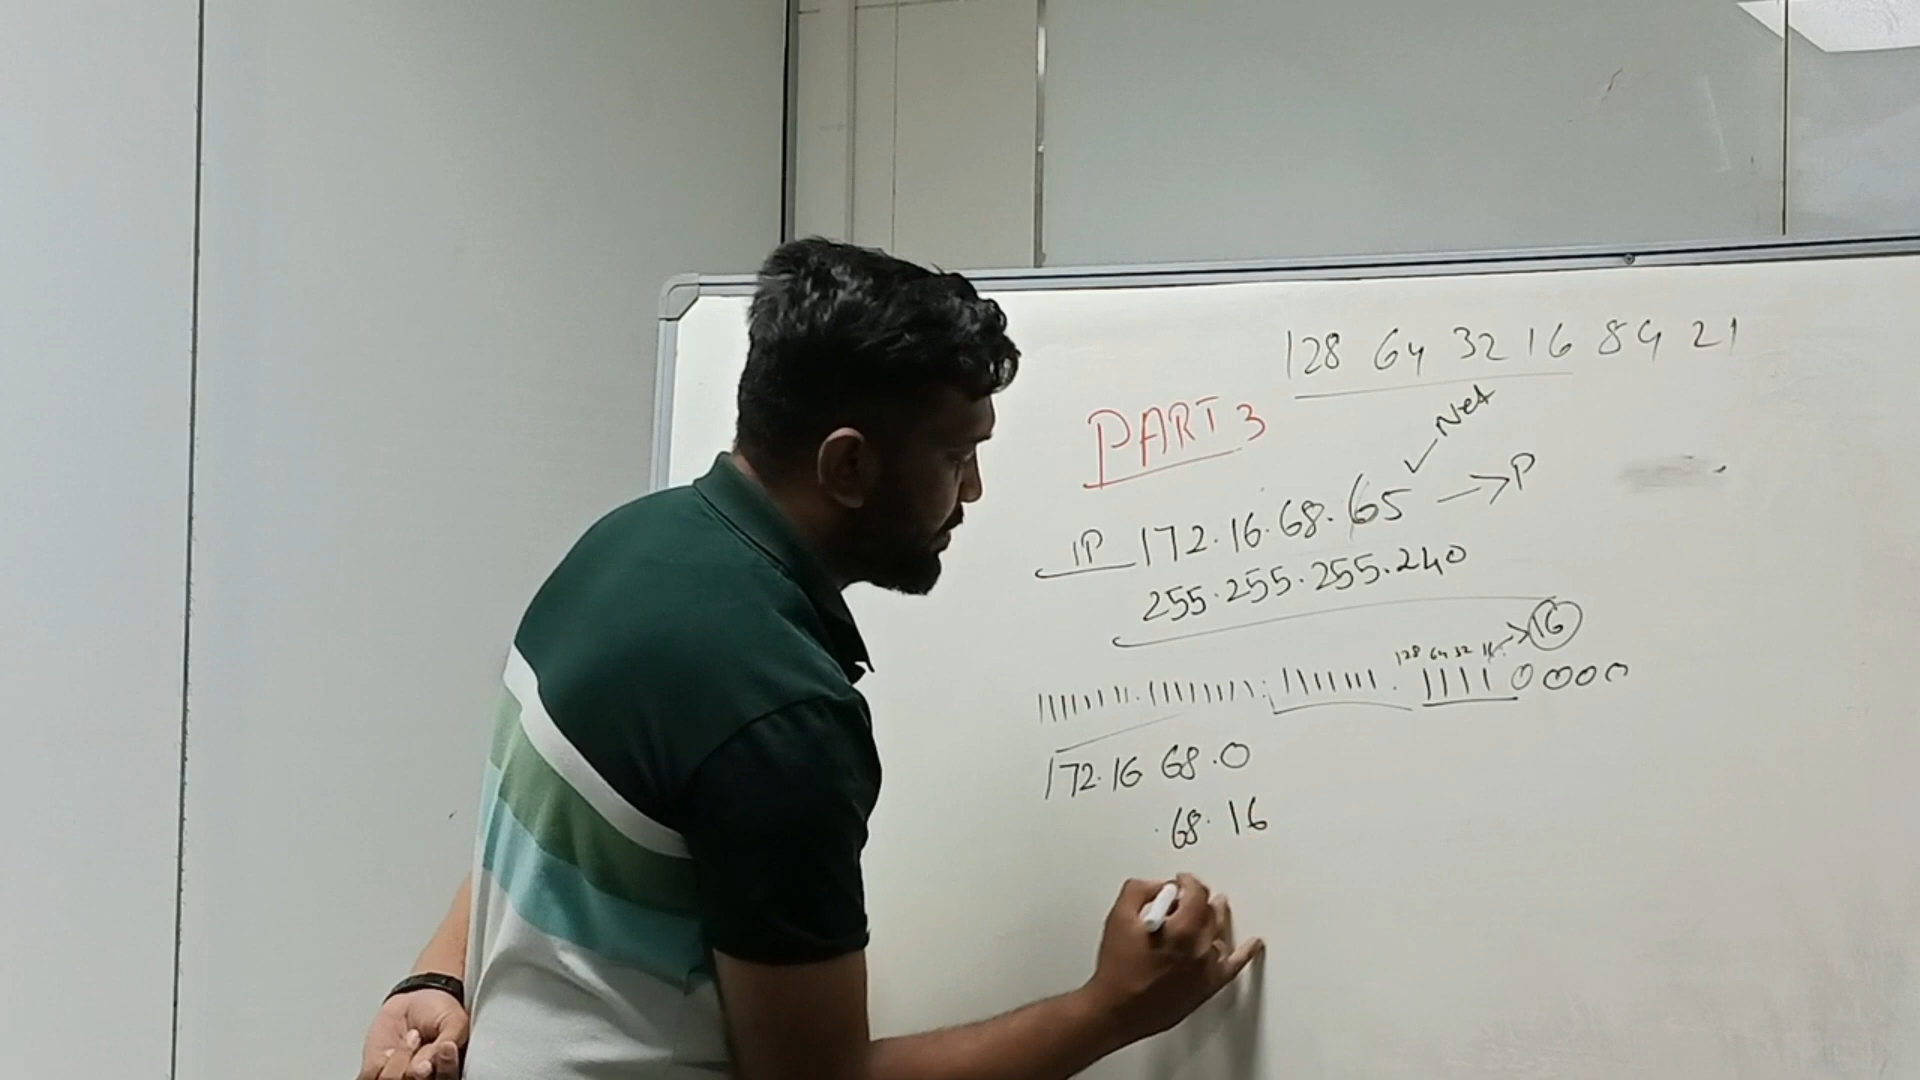 128 64 32 16 8 4 2 1
PART 3
Net
IP 172.16.68.65 → P
255.255.255.240
16
128 64 32 16
11111111.11111111.11111111.11110000
172.16 68.0
.68.16